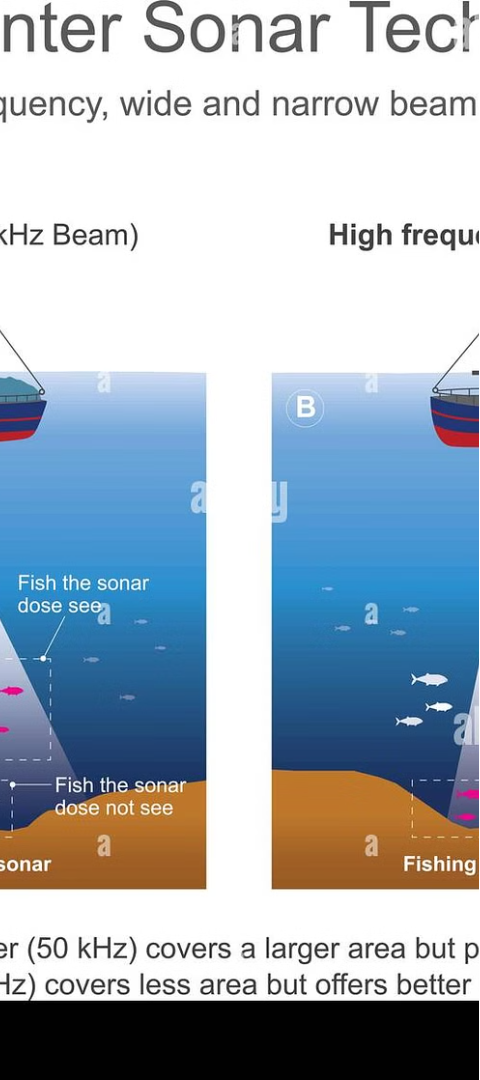 nter Sonar Tech
quency, wide and narrow beam
kHz Beam)
High freque
B
Fish the sonar
dose see
Fish the sonar
dose not see
sonar
Fishing
er (50 kHz) covers a larger area but p
Hz) covers less area but offers better
a
a
a
a
a
a